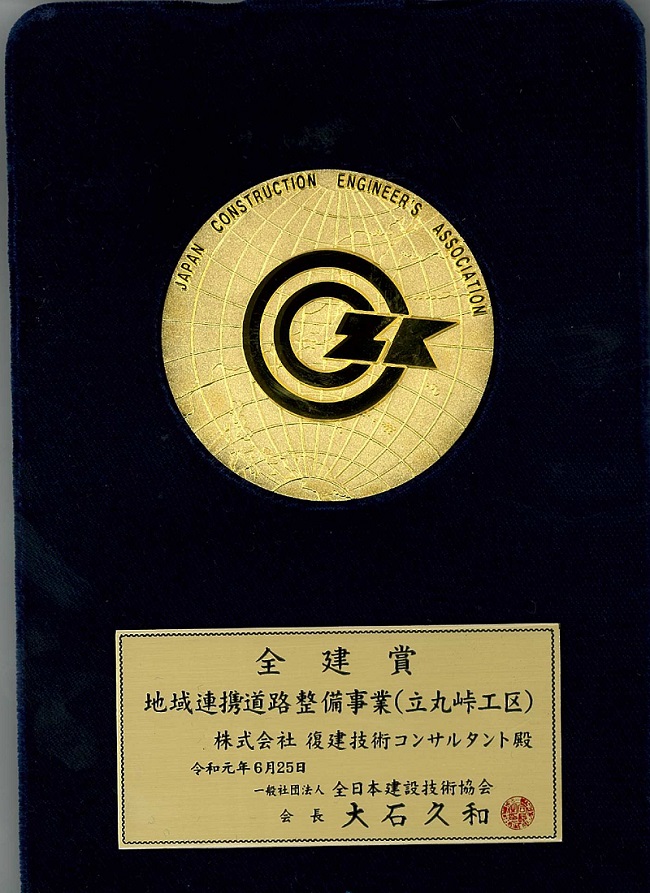 JAPAN CONSTRUCTION ENGINEER'S ASSOCIATION
ZK
全建賞
地域連携道路整備事業(立丸峠工区)
株式会社 復建技術コンサルタント殿
令和元年6月25日
一般社団法人 全日本建設技術協会
会長 大石久和